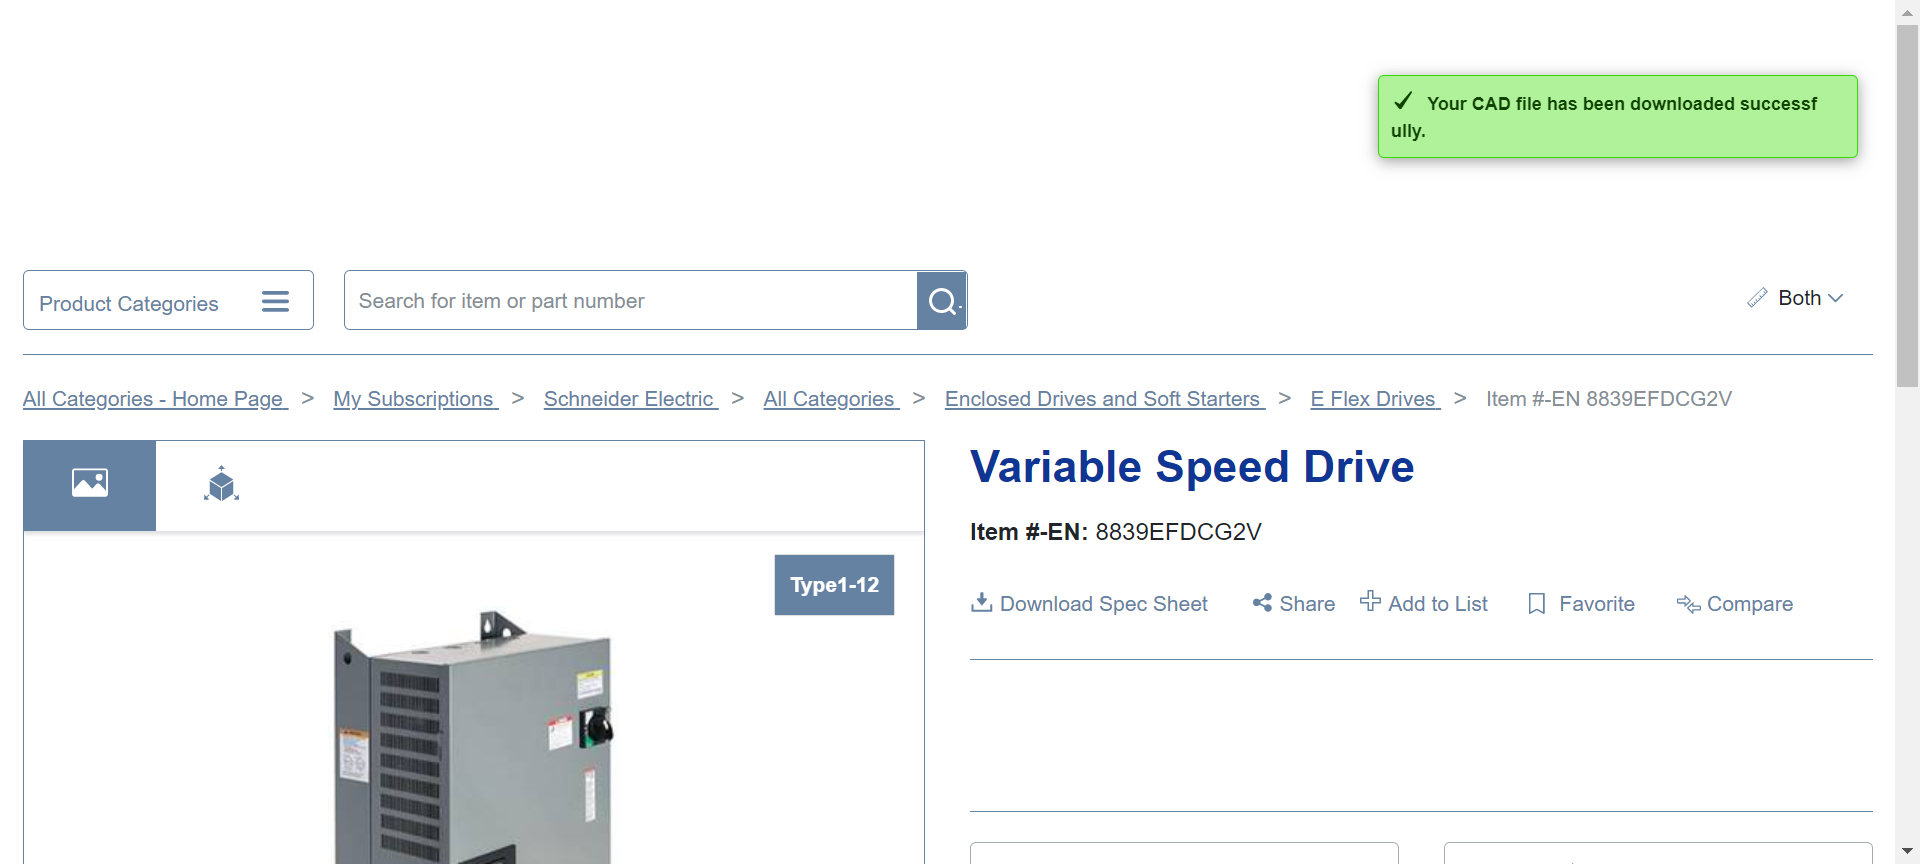 Your CAD file has been downloaded successf
ully.
Product Categories
Search for item or part number
Both
All Categories - Home Page > My Subscriptions > Schneider Electric > All Categories > Enclosed Drives and Soft Starters > E Flex Drives > Item #-EN 8839EFDCG2V
Variable Speed Drive
Item #-EN: 8839EFDCG2V
Type1-12
Download Spec Sheet Share Add to List Favorite Compare